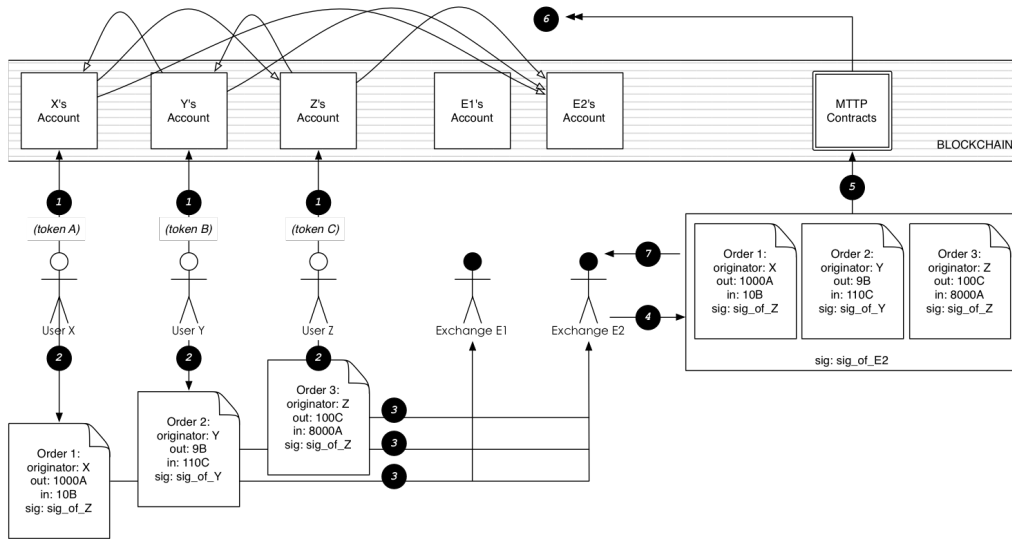 6
X's
Account
Y's
Account
Z's
Account
E1's
Account
E2's
Account
MTTP
Contracts
BLOCKCHAIN
1
1
1
5
(token A)
(token B)
(token C)
Order 1:
originator: X
out: 1000A
in: 10B
sig: sig_of_Z
Order 2:
originator: Y
out: 9B
in: 110C
sig: sig_of_Y
Order 3:
originator: Z
out: 100C
in: 8000A
sig: sig_of_Z
sig: sig_of_E2
7
4
User X
User Y
User Z
Exchange E1
Exchange E2
2
2
2
Order 3:
originator: Z
out: 100C
in: 8000A
sig: sig_of_Z
Order 2:
originator: Y
out: 9B
in: 110C
sig: sig_of_Y
Order 1:
originator: X
out: 1000A
in: 10B
sig: sig_of_Z
3
3
3